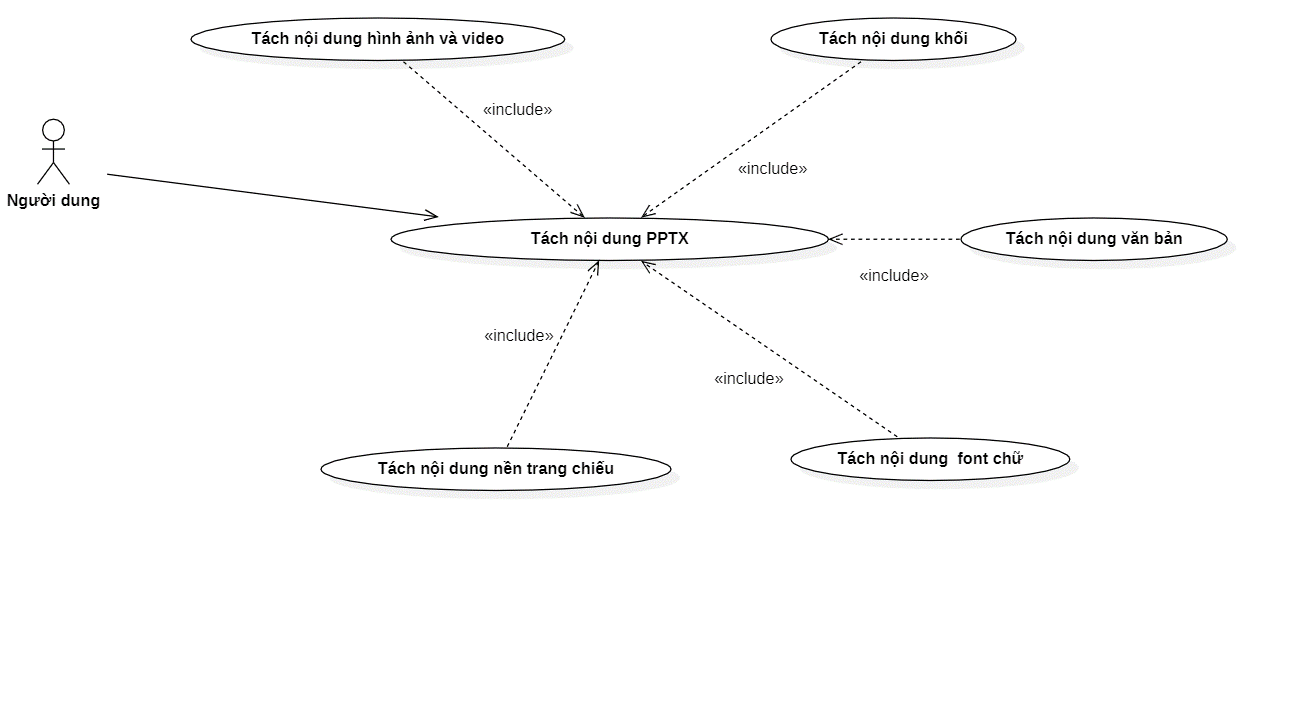 Tách nội dung hình ảnh và video
Tách nội dung khối
«include»
«include»
Người dung
Tách nội dung PPTX
Tách nội dung văn bản
«include»
«include»
«include»
Tách nội dung nền trang chiếu
Tách nội dung  font chữ